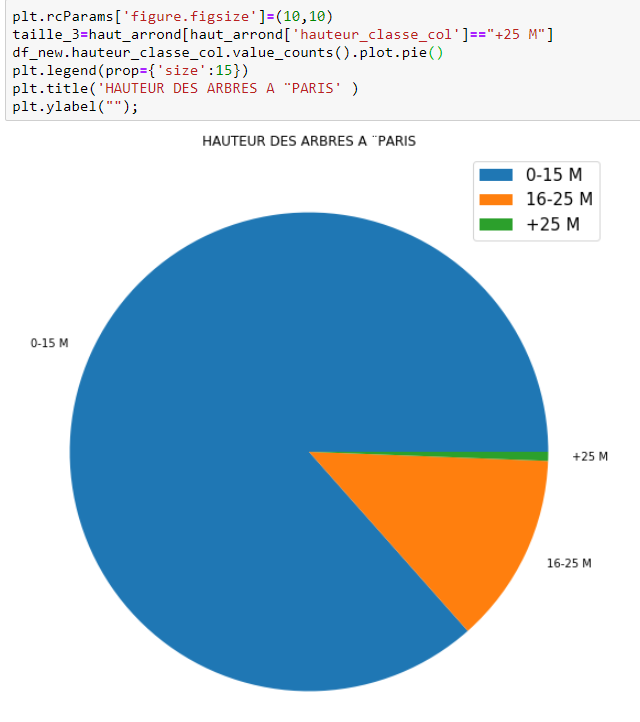 plt.rcParams['figure.figsize']=(10,10)
taille_3=haut_arrond[haut_arrond['hauteur_classe_col']=="+25 M"]
df_new.hauteur_classe_col.value_counts().plot.pie()
plt.legend(prop={'size':15})
plt.title('HAUTEUR DES ARBRES A ¨PARIS' )
plt.ylabel("");
HAUTEUR DES ARBRES A ¨PARIS
0-15 M
16-25 M
+25 M
0-15 M
+25 M
16-25 M